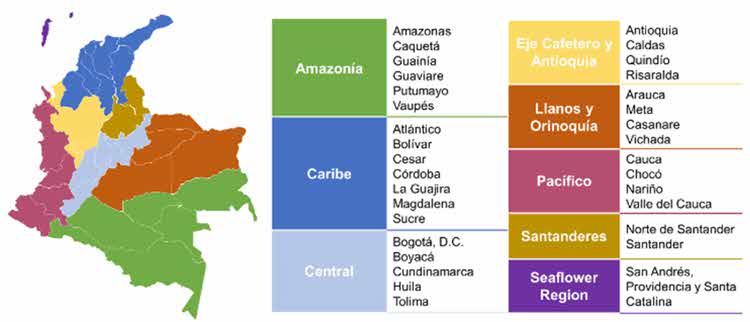 Amazonía
Amazonas
Caquetá
Guainía
Guaviare
Putumayo
Vaupés
Caribe
Atlántico
Bolívar
Cesar
Córdoba
La Guajira
Magdalena
Sucre
Central
Bogotá, D.C.
Boyacá
Cundinamarca
Huila
Tolima
Eje Cafetero y
Antioquia
Antioquia
Caldas
Quindío
Risaralda
Llanos y
Orinoquía
Arauca
Meta
Casanare
Vichada
Pacífico
Cauca
Chocó
Nariño
Valle del Cauca
Santanderes
Norte de Santander
Santander
Seaflower
Region
San Andrés,
Providencia y Santa
Catalina